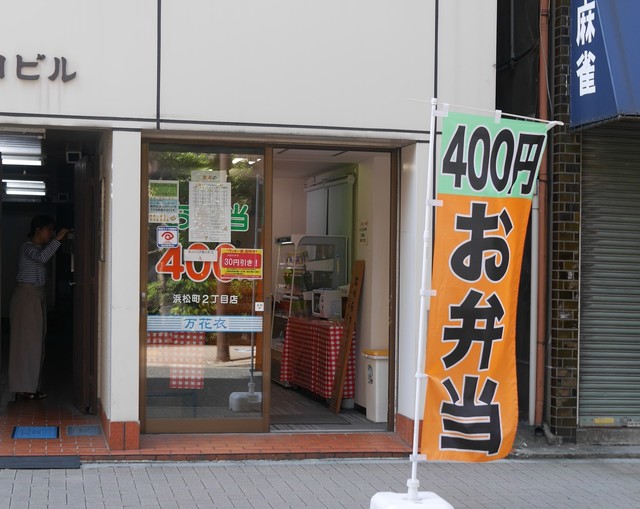 ビル
麻雀
400円
お弁当
当
400
30円引き!
浜松町2丁目店
万花衣